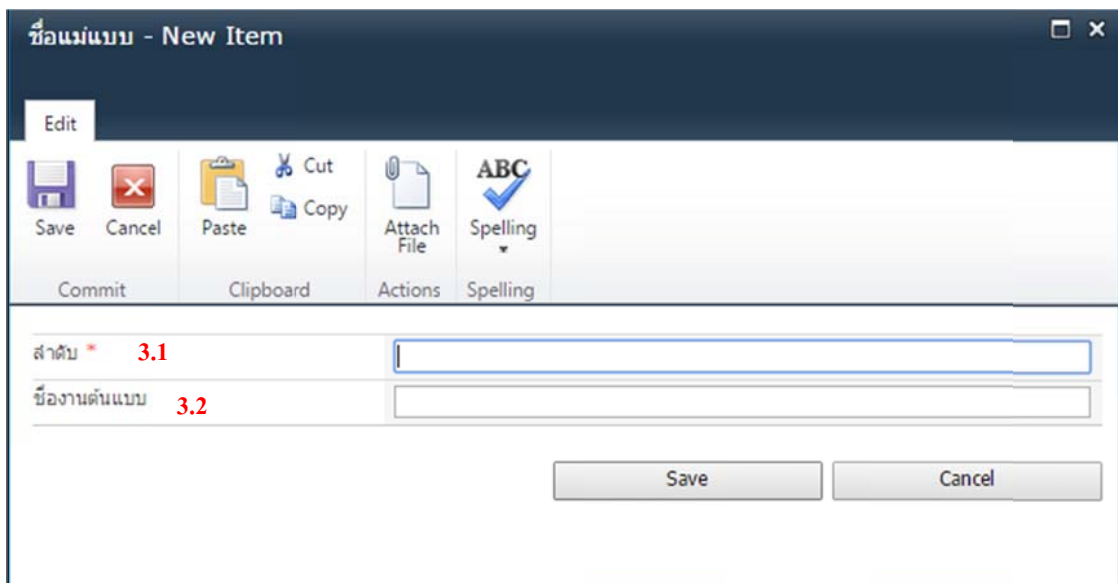 ชื่อแม่แบบ - New Item
Edit
Save
Cancel
Paste
Cut
Copy
Attach
File
ABC
Spelling
Commit
Clipboard
Actions
Spelling
ลำดับ * 3.1
ชื่องานต้นแบบ 3.2
Save
Cancel